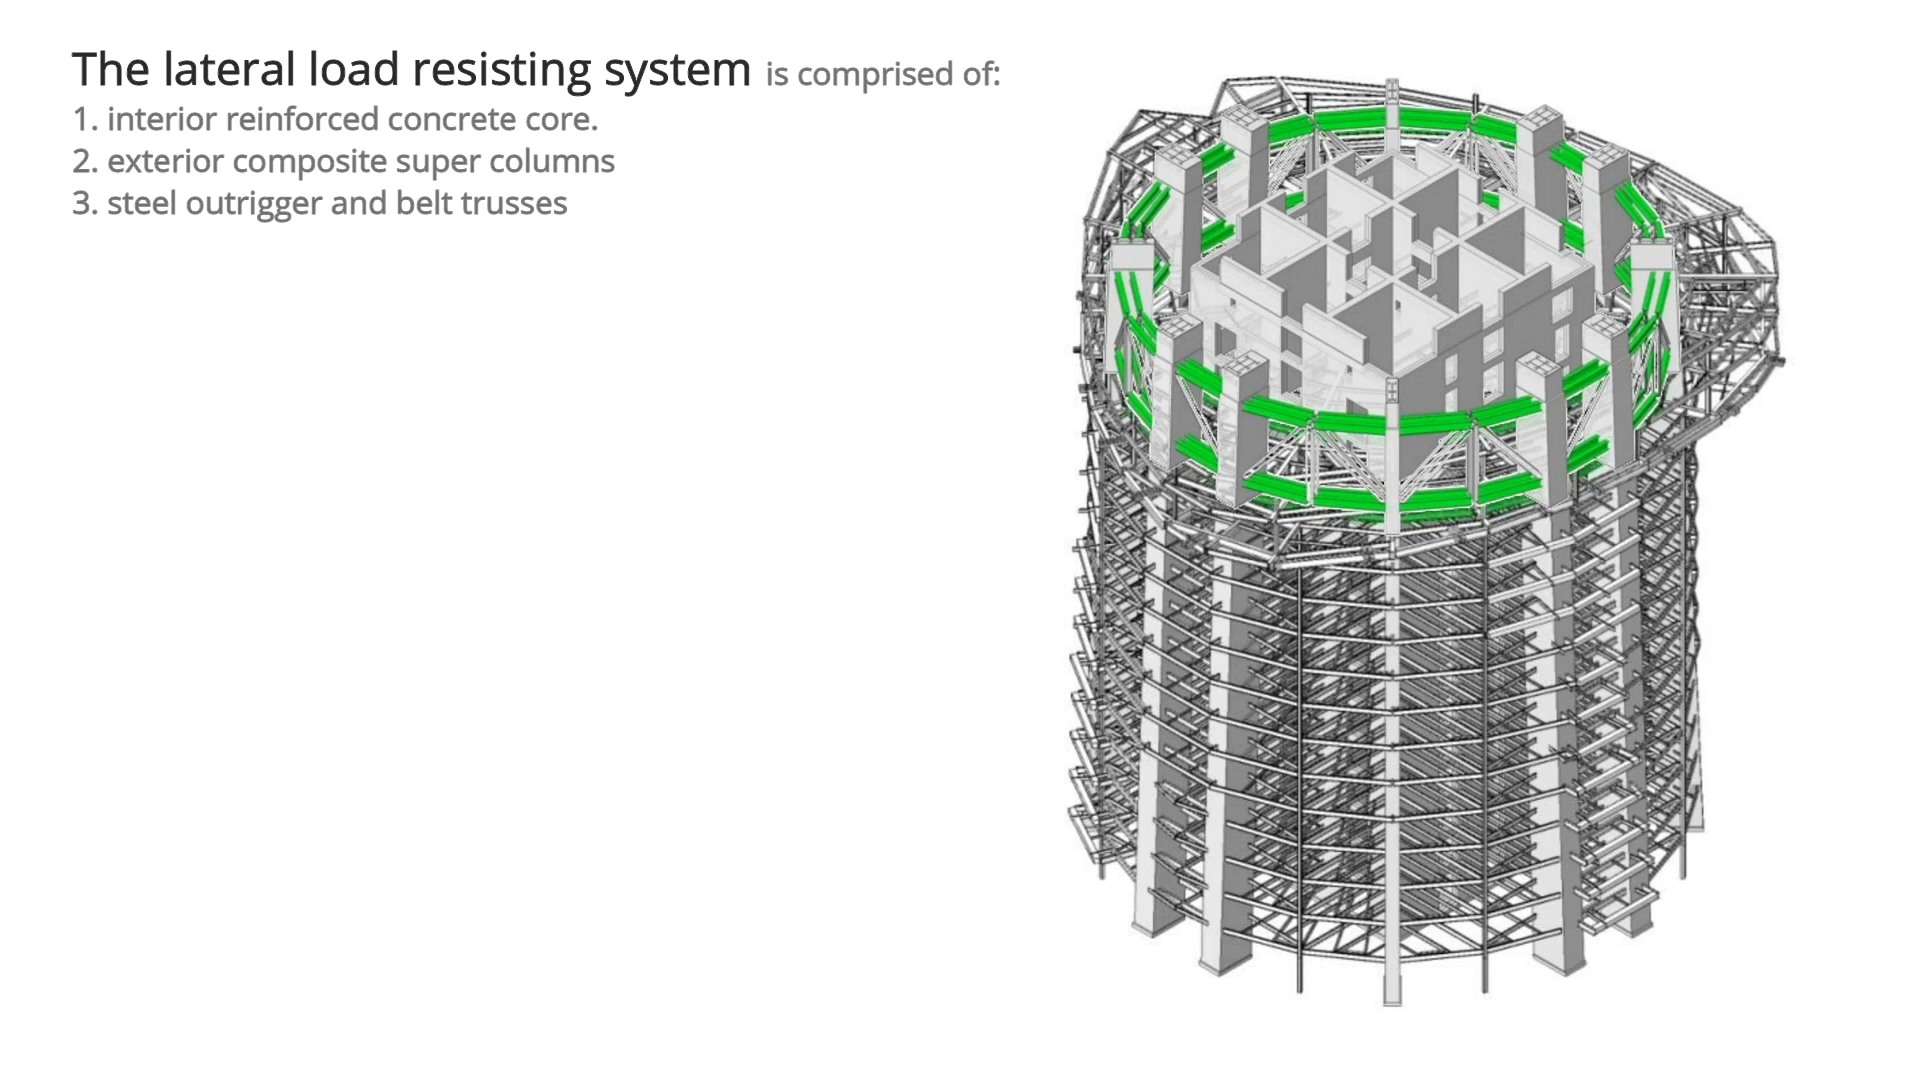 The lateral load resisting system is comprised of:
1. interior reinforced concrete core.
2. exterior composite super columns
3. steel outrigger and belt trusses